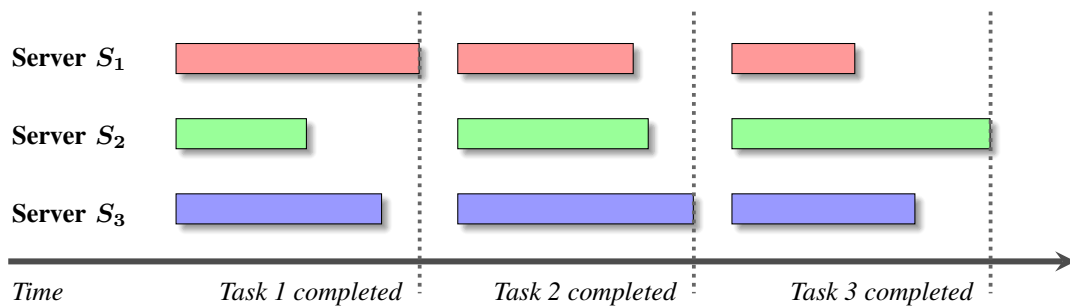 Server S₁
Server S₂
Server S₃
Time Task 1 completed Task 2 completed Task 3 completed